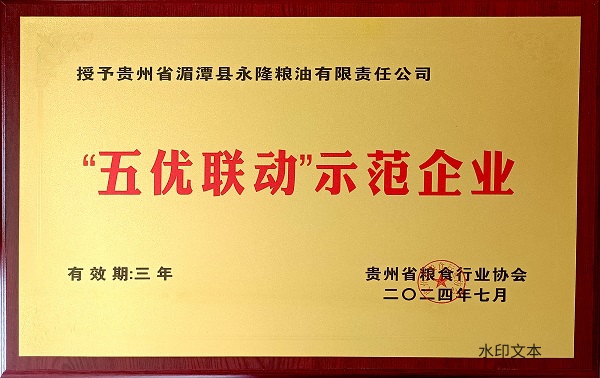 授予贵州省湄潭县永隆粮油有限责任公司
“五优联动”示范企业
有效期:三年
贵州省粮食行业协会
二〇二四年七月
水印文本